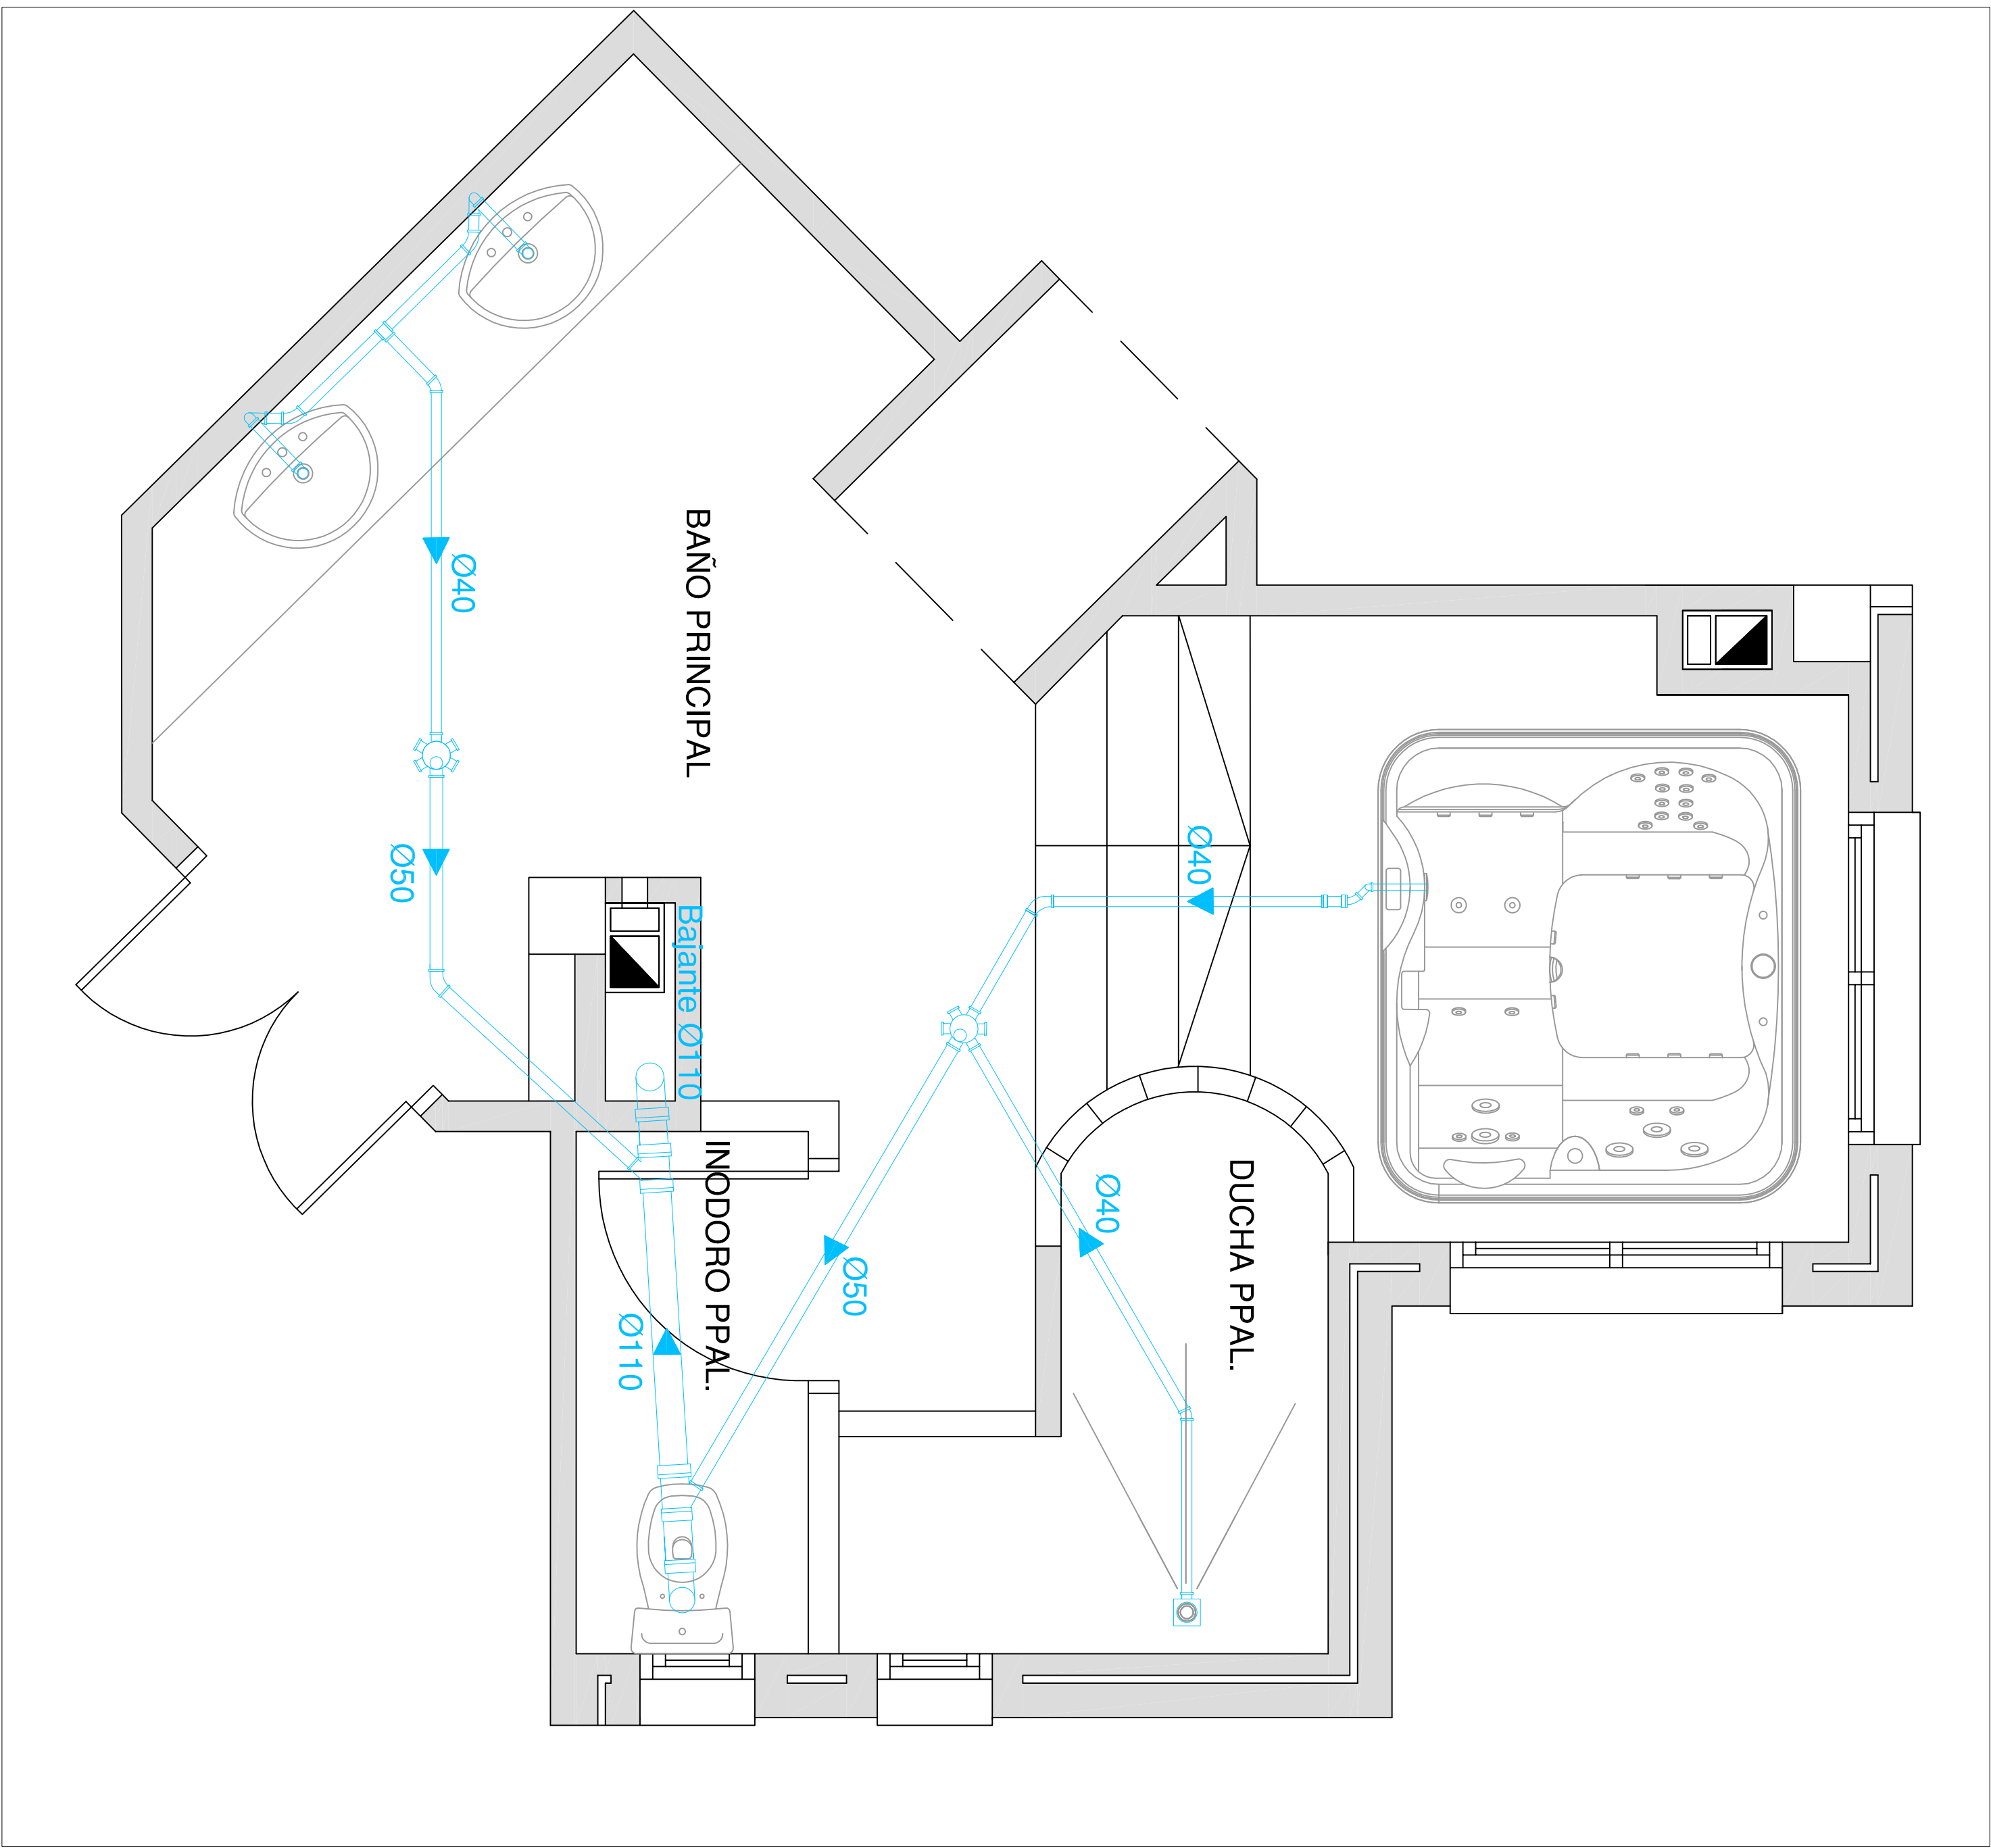 BAÑO PRINCIPAL
INODORO PPAL.
DUCHA PPAL.
Ø40
Ø50
Bajante Ø110
Ø110
Ø50
Ø40
Ø40